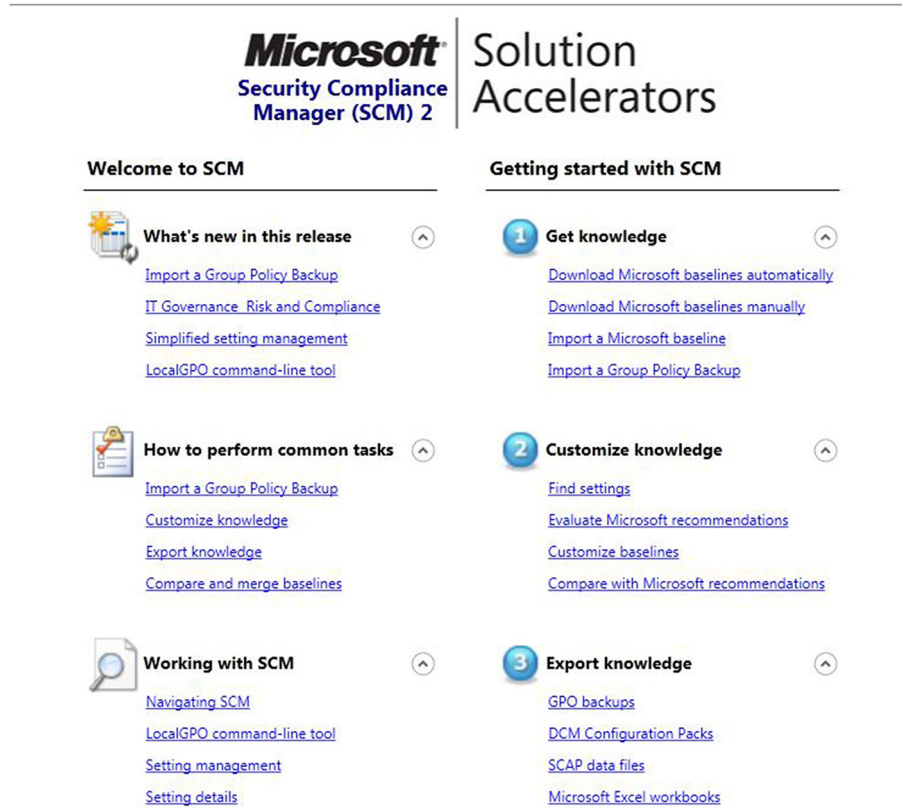 Microsoft
Security Compliance
Manager (SCM) 2
Solution
Accelerators
Welcome to SCM
What's new in this release
Import a Group Policy Backup
IT Governance Risk and Compliance
Simplified setting management
LocalGPO command-line tool
How to perform common tasks
Import a Group Policy Backup
Customize knowledge
Export knowledge
Compare and merge baselines
Working with SCM
Navigating SCM
LocalGPO command-line tool
Setting management
Setting details
Getting started with SCM
1 Get knowledge
Download Microsoft baselines automatically
Download Microsoft baselines manually
Import a Microsoft baseline
Import a Group Policy Backup
2 Customize knowledge
Find settings
Evaluate Microsoft recommendations
Customize baselines
Compare with Microsoft recommendations
3 Export knowledge
GPO backups
DCM Configuration Packs
SCAP data files
Microsoft Excel workbooks